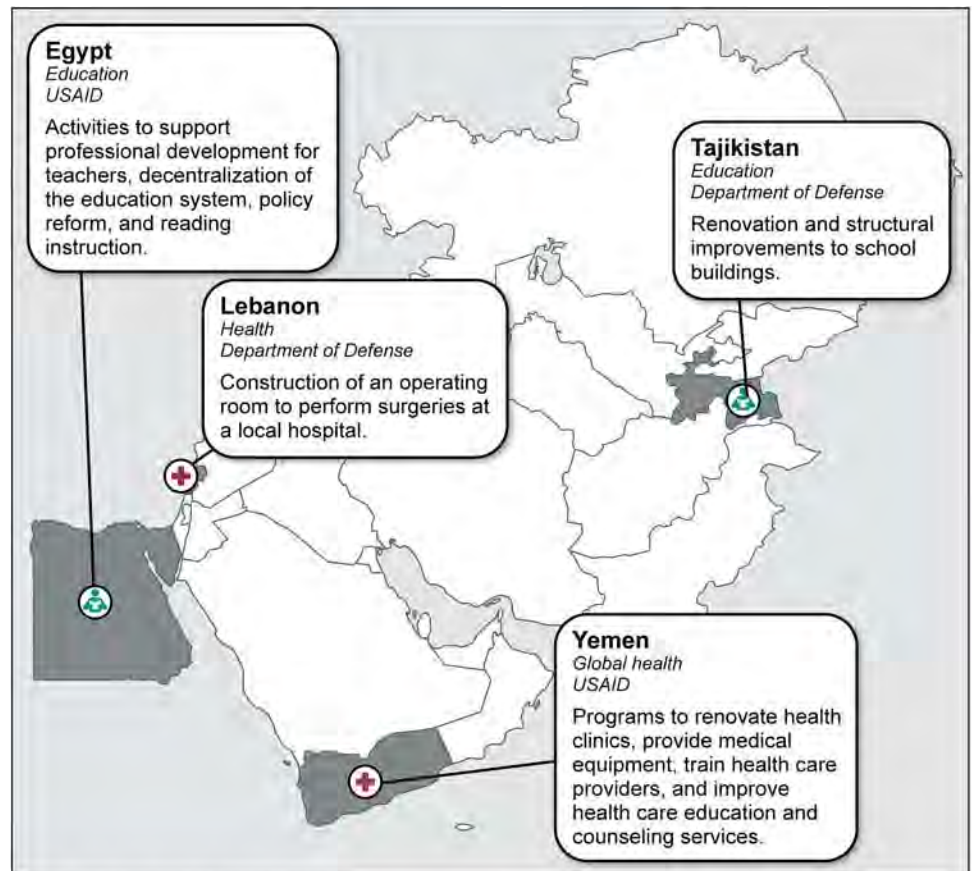 Egypt
Education
USAID
Activities to support
professional development for
teachers, decentralization of
the education system, policy
reform, and reading
instruction.
Tajikistan
Education
Department of Defense
Renovation and structural
improvements to school
buildings.
Lebanon
Health
Department of Defense
Construction of an operating
room to perform surgeries at
a local hospital.
Yemen
Global health
USAID
Programs to renovate health
clinics, provide medical
equipment, train health care
providers, and improve
health care education and
counseling services.